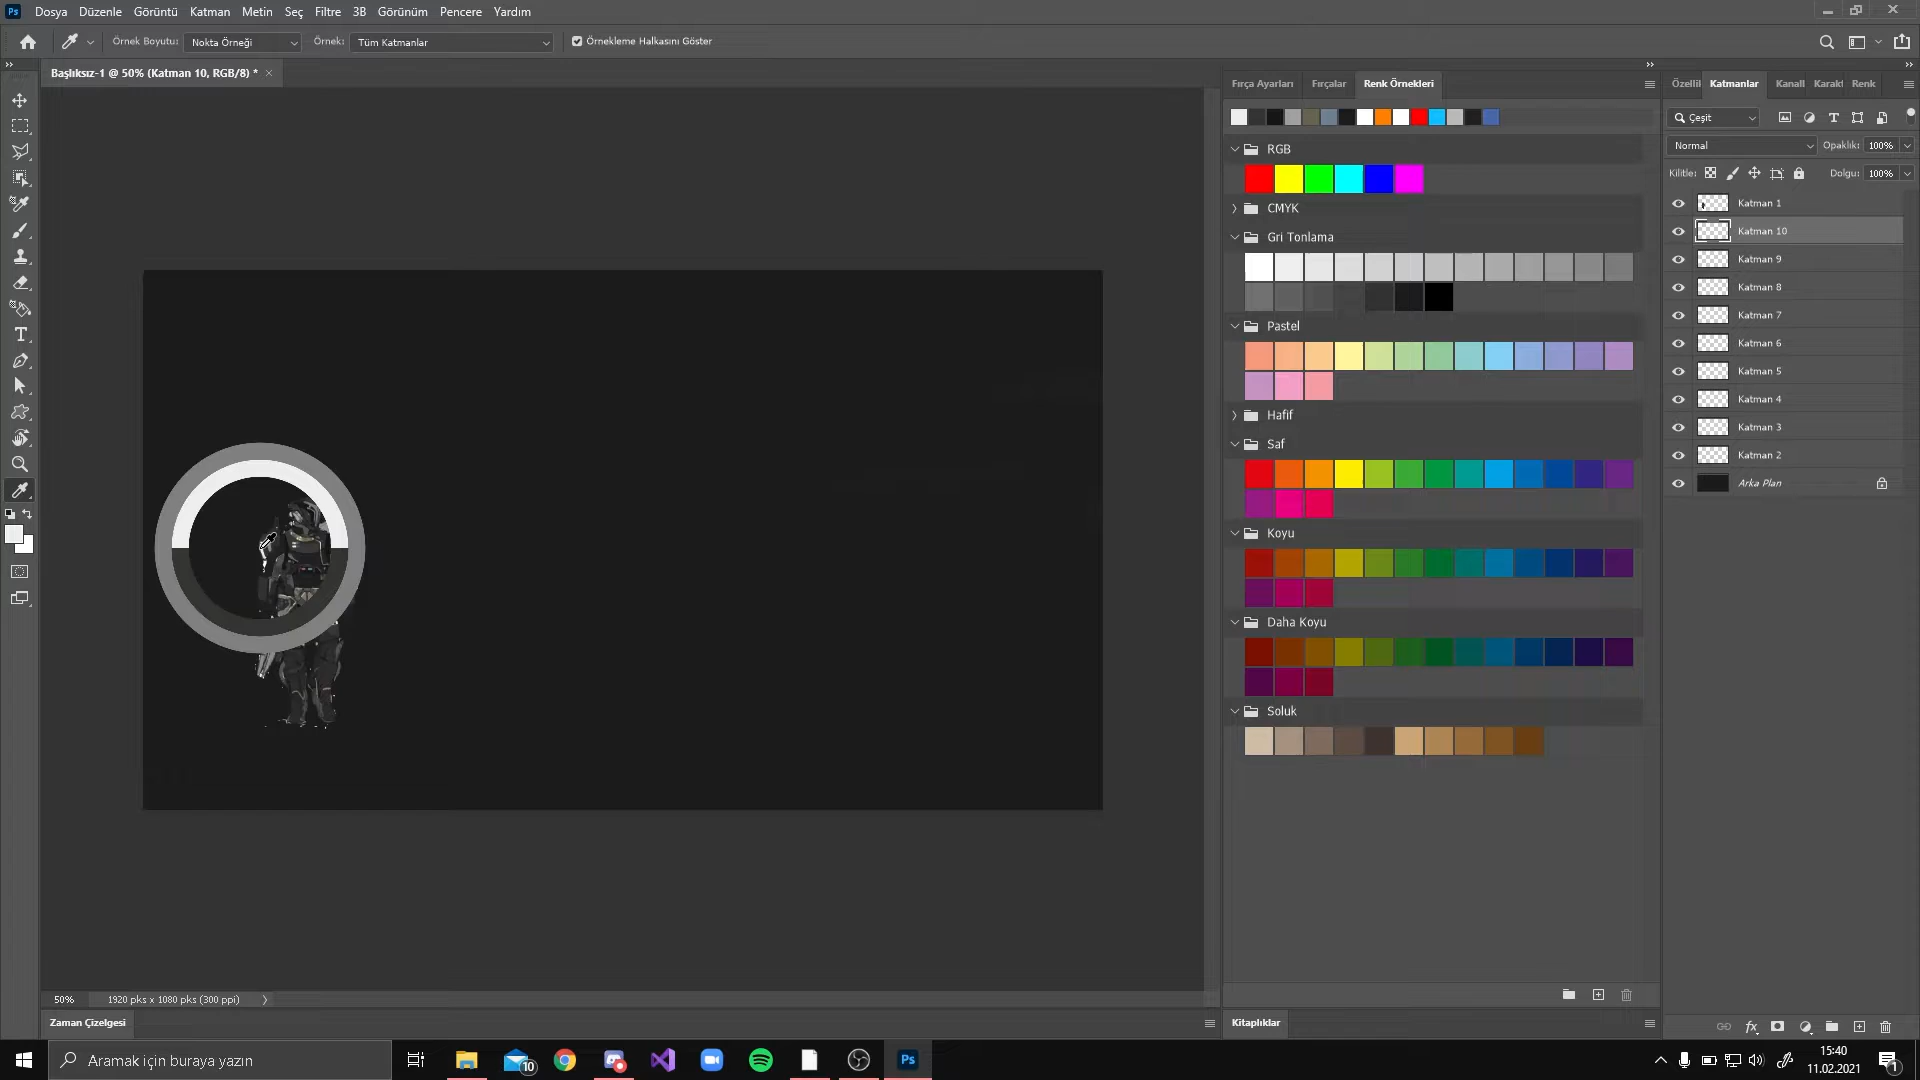 Ps Dosya Düzenle Görüntü Katman Metin Seç Filtre 3B Görünüm Pencere Yardım
Örnek Boyutu: Nokta Örneği Örnek: Tüm Katmanlar Örnekleme Halkasını Göster
Başlıksız-1 @ 50% (Katman 10, RGB/8) *
Fırça Ayarları Fırçalar Renk Örnekleri
RGB
CMYK
Gri Tonlama
Pastel
Hafif
Saf
Koyu
Daha Koyu
Soluk
Özelli Katmanlar Kanall Karakt Renk
Çeşit
Normal Opaklık: 100%
Kilitle: Dolgu: 100%
Katman 1
Katman 10
Katman 9
Katman 8
Katman 7
Katman 6
Katman 5
Katman 4
Katman 3
Katman 2
Arka Plan
fx
50% 1920 pks x 1080 pks (300 ppi)
Zaman Çizelgesi
Kitaplıklar
Aramak için buraya yazın
10
Ps
15:40
11.02.2021
1